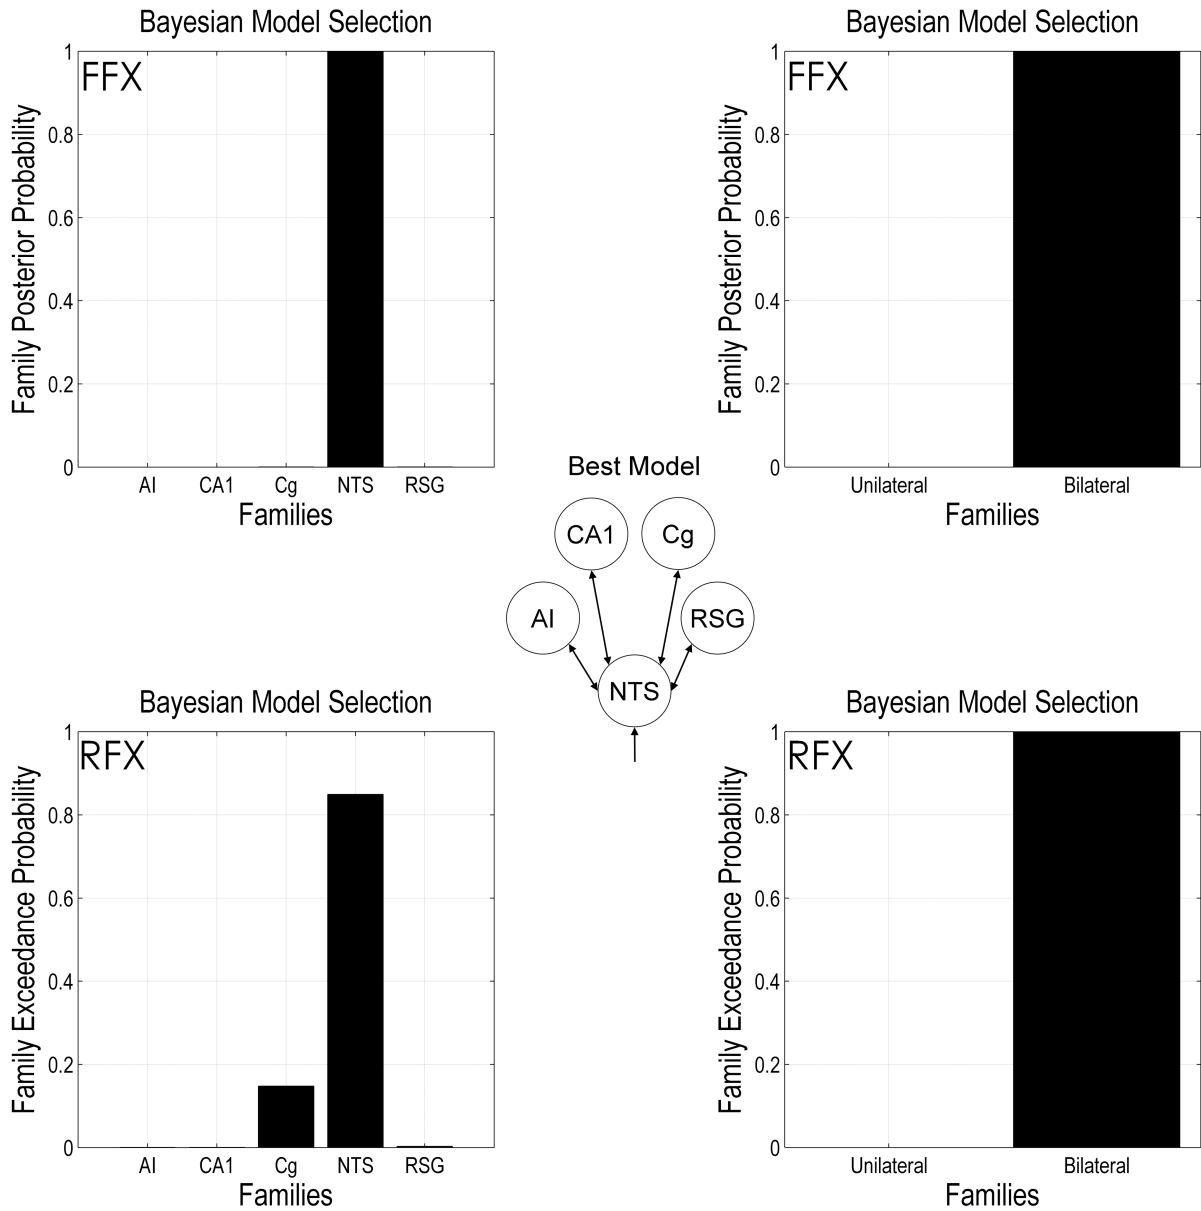 Bayesian Model Selection
FFX
Family Posterior Probability
1
0.8
0.6
0.4
0.2
0
AI CA1 Cg NTS RSG
Families
Bayesian Model Selection
FFX
Family Posterior Probability
1
0.8
0.6
0.4
0.2
0
Unilateral Bilateral
Families
Best Model
CA1 Cg
AI RSG
NTS
Bayesian Model Selection
RFX
Family Exceedance Probability
1
0.8
0.6
0.4
0.2
0
AI CA1 Cg NTS RSG
Families
Bayesian Model Selection
RFX
Family Exceedance Probability
1
0.8
0.6
0.4
0.2
0
Unilateral Bilateral
Families